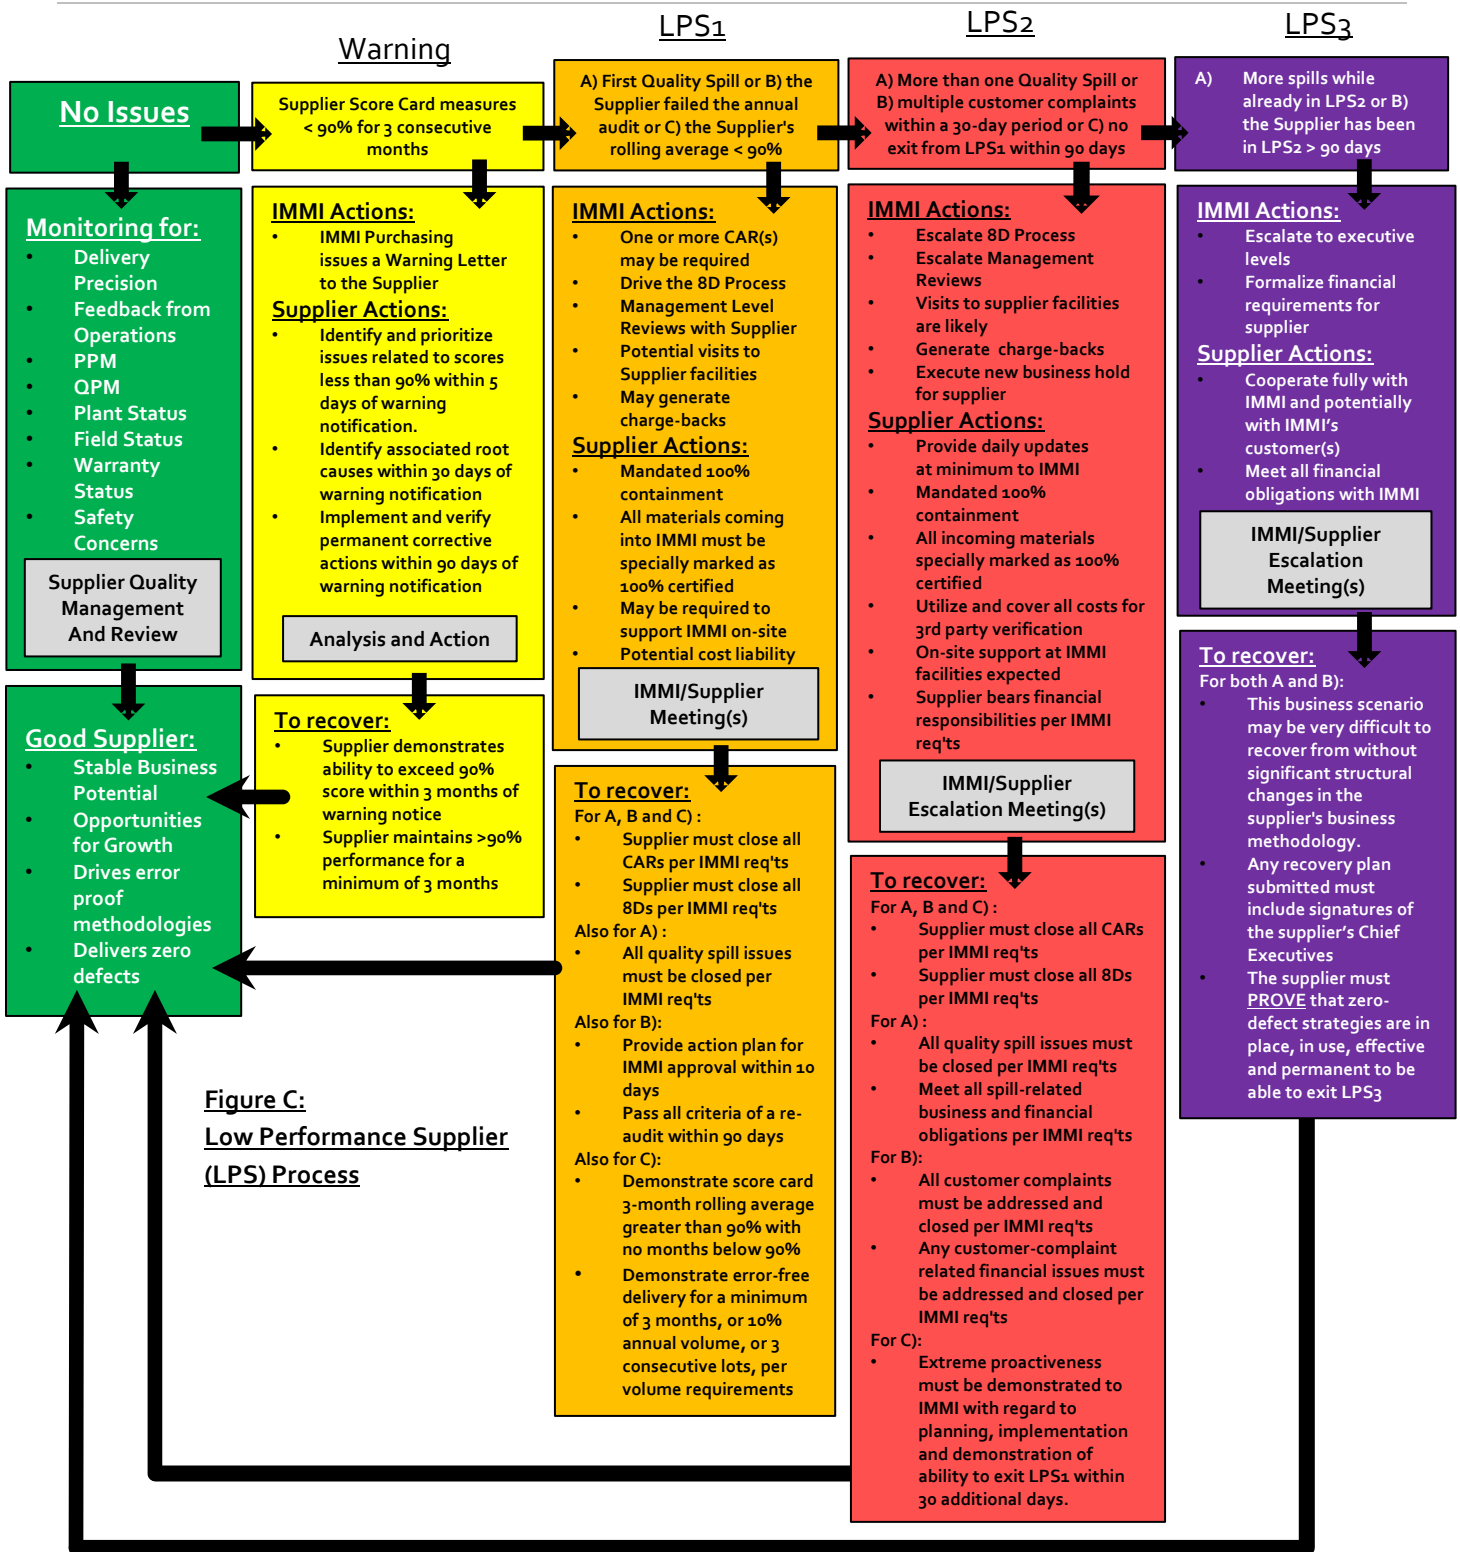 Warning
LPS1
LPS2
LPS3
No Issues
Supplier Score Card measures
< 90% for 3 consecutive
months
A) First Quality Spill or B) the
Supplier failed the annual
audit or C) the Supplier's
rolling average < 90%
A) More than one Quality Spill or
B) multiple customer complaints
within a 30-day period or C) no
exit from LPS1 within 90 days
A) More spills while
already in LPS2 or B)
the Supplier has been
in LPS2 > 90 days
Monitoring for:
• Delivery
Precision
• Feedback from
Operations
• PPM
• QPM
• Plant Status
• Field Status
• Warranty
Status
• Safety
Concerns
Supplier Quality
Management
And Review
Good Supplier:
• Stable Business
Potential
• Opportunities
for Growth
• Drives error
proof
methodologies
• Delivers zero
defects
IMMI Actions:
• IMMI Purchasing
issues a Warning Letter
to the Supplier
Supplier Actions:
• Identify and prioritize
issues related to scores
less than 90% within 5
days of warning
notification.
• Identify associated root
causes within 30 days of
warning notification
• Implement and verify
permanent corrective
actions within 90 days of
warning notification
Analysis and Action
To recover:
• Supplier demonstrates
ability to exceed 90%
score within 3 months of
warning notice
• Supplier maintains >90%
performance for a
minimum of 3 months
IMMI Actions:
• One or more CAR(s)
may be required
• Drive the 8D Process
• Management Level
Reviews with Supplier
• Potential visits to
Supplier facilities
• May generate
charge-backs
Supplier Actions:
• Mandated 100%
containment
• All materials coming
into IMMI must be
specially marked as
100% certified
• May be required to
support IMMI on-site
• Potential cost liability
IMMI/Supplier
Meeting(s)
To recover:
For A, B and C) :
• Supplier must close all
CARs per IMMI req'ts
• Supplier must close all
8Ds per IMMI req'ts
Also for A) :
• All quality spill issues
must be closed per
IMMI req'ts
Also for B):
• Provide action plan for
IMMI approval within 10
days
• Pass all criteria of a re-
audit within 90 days
Also for C):
• Demonstrate score card
3-month rolling average
greater than 90% with
no months below 90%
• Demonstrate error-free
delivery for a minimum
of 3 months, or 10%
annual volume, or 3
consecutive lots, per
volume requirements
IMMI Actions:
• Escalate 8D Process
• Escalate Management
Reviews
• Visits to supplier facilities
are likely
• Generate charge-backs
• Execute new business hold
for supplier
Supplier Actions:
• Provide daily updates
at minimum to IMMI
• Mandated 100%
containment
• All incoming materials
specially marked as 100%
certified
• Utilize and cover all costs for
3rd party verification
• On-site support at IMMI
facilities expected
• Supplier bears financial
responsibilities per IMMI
req'ts
IMMI/Supplier
Escalation Meeting(s)
To recover:
For A, B and C) :
• Supplier must close all CARs
per IMMI req'ts
• Supplier must close all 8Ds
per IMMI req'ts
For A) :
• All quality spill issues must
be closed per IMMI req'ts
• Meet all spill-related
business and financial
obligations per IMMI req'ts
For B):
• All customer complaints
must be addressed and
closed per IMMI req'ts
• Any customer-complaint
related financial issues must
be addressed and closed per
IMMI req'ts
For C):
• Extreme proactiveness
must be demonstrated to
IMMI with regard to
planning, implementation
and demonstration of
ability to exit LPS1 within
30 additional days.
IMMI Actions:
• Escalate to executive
levels
• Formalize financial
requirements for
supplier
Supplier Actions:
• Cooperate fully with
IMMI and potentially
with IMMI’s
customer(s)
• Meet all financial
obligations with IMMI
IMMI/Supplier
Escalation
Meeting(s)
To recover:
For both A and B):
• This business scenario
may be very difficult to
recover from without
significant structural
changes in the
supplier's business
methodology.
• Any recovery plan
submitted must
include signatures of
the supplier’s Chief
Executives
• The supplier must
PROVE that zero-
defect strategies are in
place, in use, effective
and permanent to be
able to exit LPS3
Figure C:
Low Performance Supplier
(LPS) Process